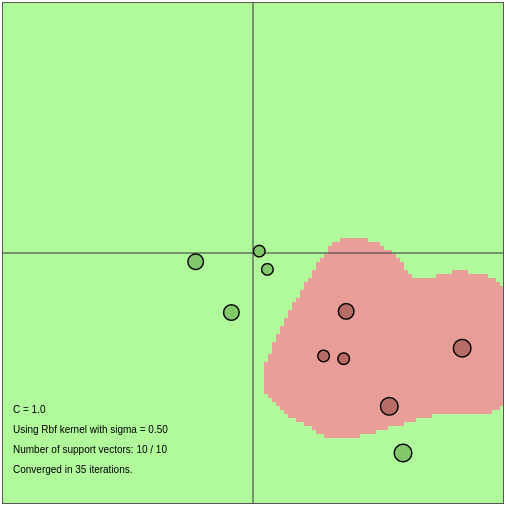 C = 1.0
Using Rbf kernel with sigma = 0.50
Number of support vectors: 10 / 10
Converged in 35 iterations.